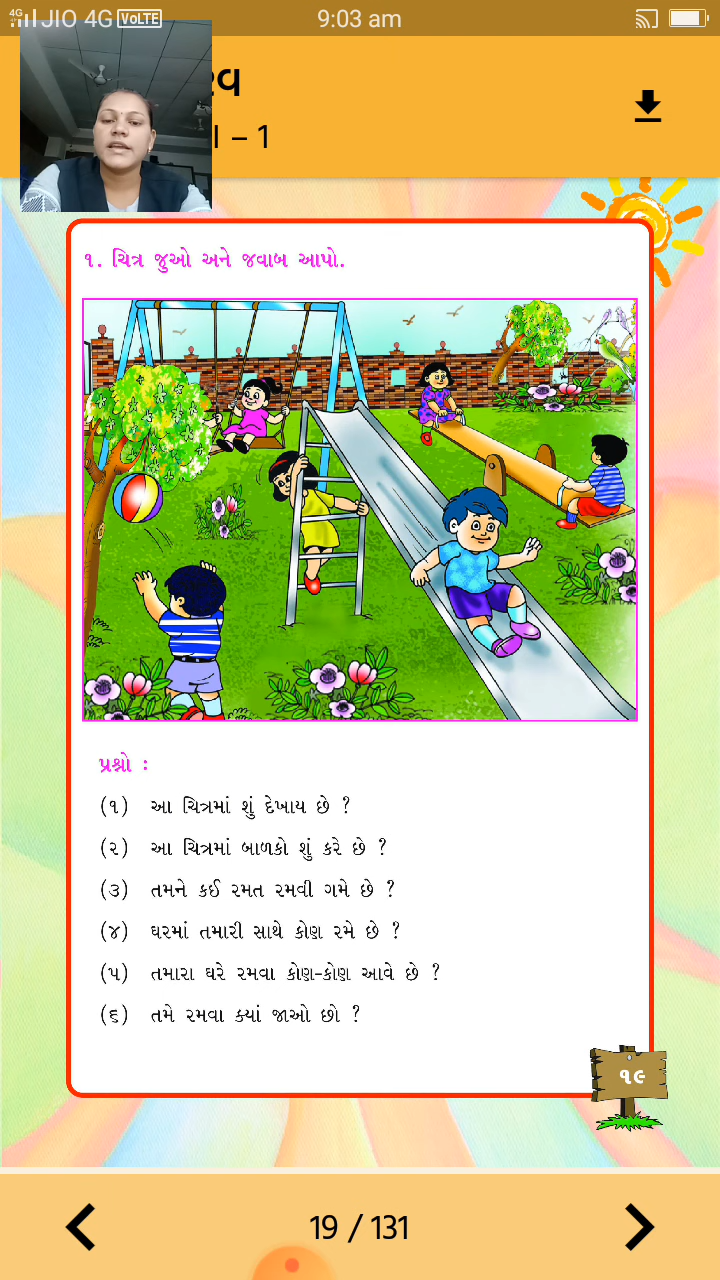 4G JIO 4G VoLTE 9:03 am
– 1
૧. ચિત્ર જુઓ અને જવાબ આપો.
પ્રશ્નો :
(૧) આ ચિત્રમાં શું દેખાય છે ?
(૨) આ ચિત્રમાં બાળકો શું કરે છે ?
(૩) તમને કઈ રમત રમવી ગમે છે ?
(૪) ઘરમાં તમારી સાથે કોણ રમે છે ?
(૫) તમારા ઘરે રમવા કોણ-કોણ આવે છે ?
(૬) તમે રમવા ક્યાં જાઓ છો ?
૧૯
19 / 131